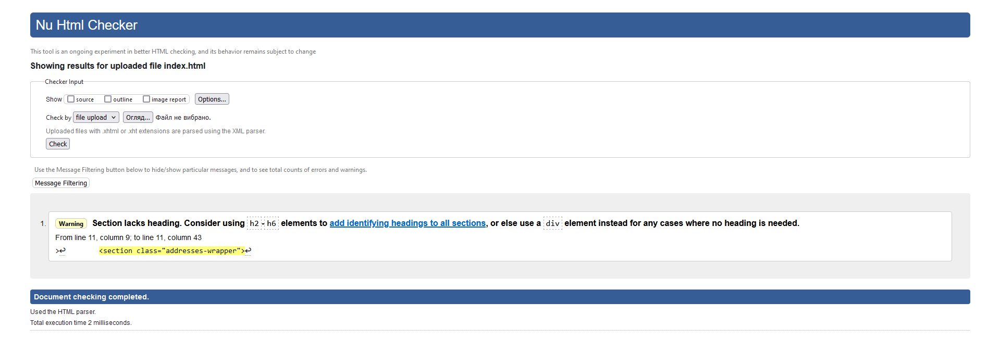 Nu Html Checker
This tool is an ongoing experiment in better HTML checking, and its behavior remains subject to change
Showing results for uploaded file index.html
Checker Input
Show source outline image report Options...
Check by file upload Огляд... Файл не вибрано.
Uploaded files with .xhtml or .xht extensions are parsed using the XML parser.
Check
Use the Message Filtering button below to hide/show particular messages, and to see total counts of errors and warnings.
Message Filtering
1. Warning Section lacks heading. Consider using h2-h6 elements to add identifying headings to all sections, or else use a div element instead for any cases where no heading is needed.
From line 11, column 9; to line 11, column 43
>↩ <section class="addresses-wrapper">↩
Document checking completed.
Used the HTML parser.
Total execution time 2 milliseconds.